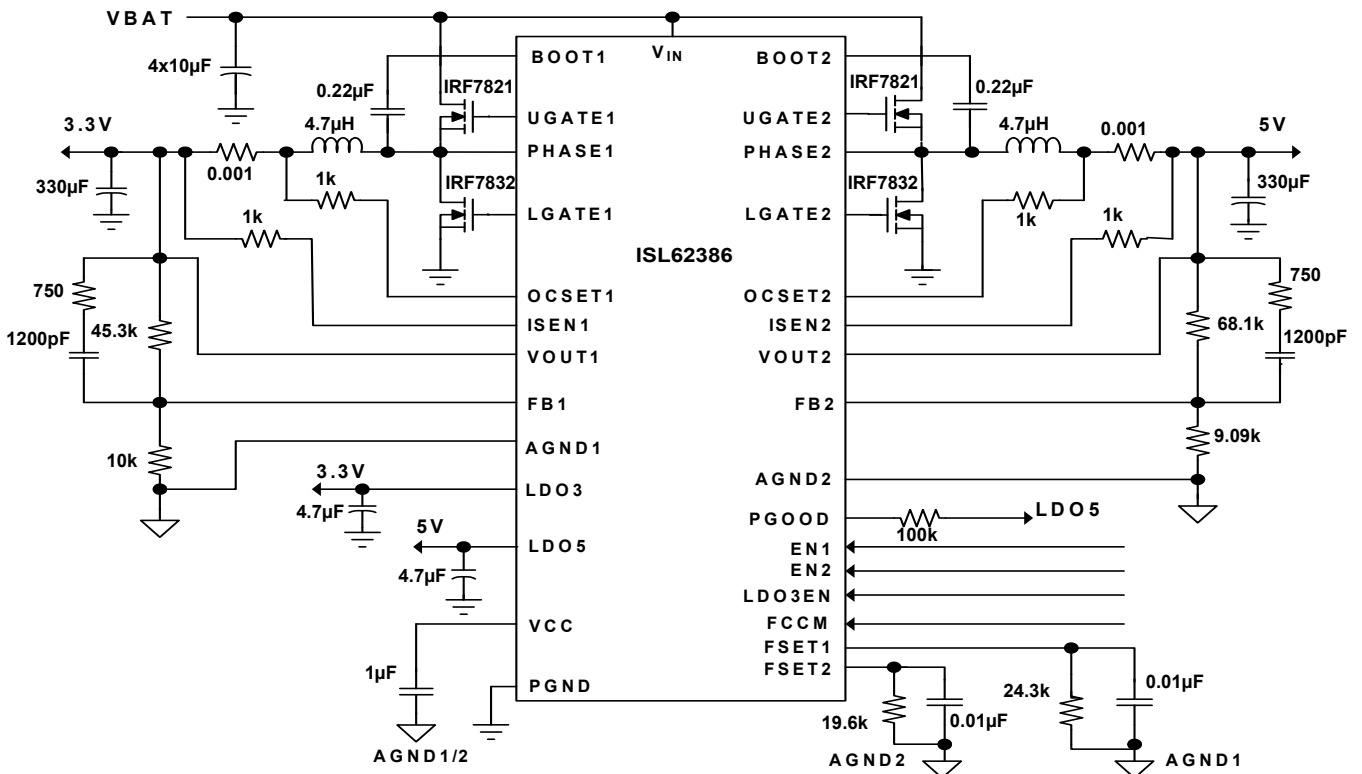 VBAT
4x10µF
BOOT1
VIN
BOOT2
IRF7821
IRF7821
0.22µF
0.22µF
UGATE1
UGATE2
3.3V
4.7µH
4.7µH
0.001
5V
PHASE1
PHASE2
0.001
IRF7832
IRF7832
330µF
1k
330µF
1k
1k
1k
LGATE1
LGATE2
ISL62386
750
OCSET1
OCSET2
750
1200pF
45.3k
ISEN1
ISEN2
68.1k
1200pF
VOUT1
VOUT2
FB1
FB2
10k
AGND1
9.09k
3.3V
AGND2
LDO3
4.7µF
PGOOD
100k
LDO5
5V
LDO5
EN1
4.7µF
EN2
LDO3EN
VCC
FCCM
FSET1
1µF
FSET2
PGND
24.3k
0.01µF
19.6k
0.01µF
AGND1/2
AGND2
AGND1